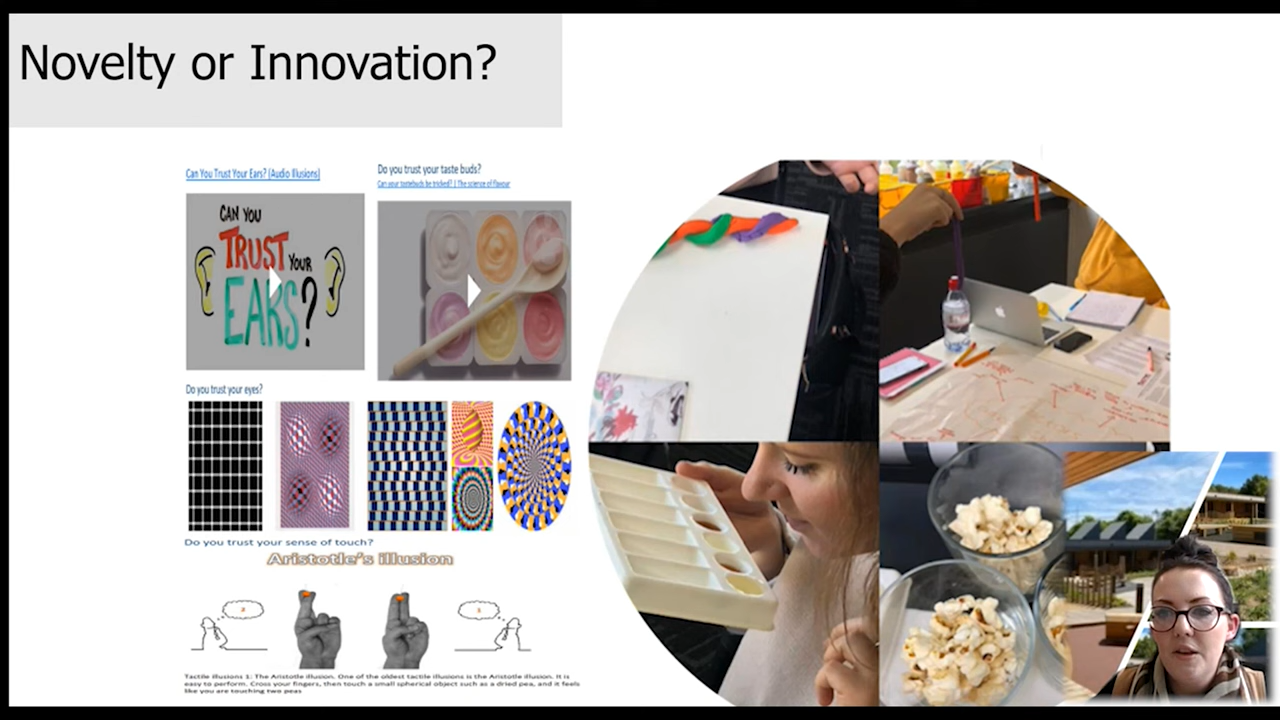 Novelty or Innovation?
Can You Trust Your Ears? (Audio Illusions)
Do you trust your taste buds?
Can your tastebuds be tricked? | The science of flavour
CAN YOU
TRUST YOUR
EARS?
Do you trust your eyes?
Do you trust your sense of touch?
Aristotle's illusion
2
1
Tactile illusions 1: The Aristotle illusion. One of the oldest tactile illusions is the Aristotle illusion. It is
easy to perform. Cross your fingers, then touch a small spherical object such as a dried pea, and it feels
like you are touching two peas